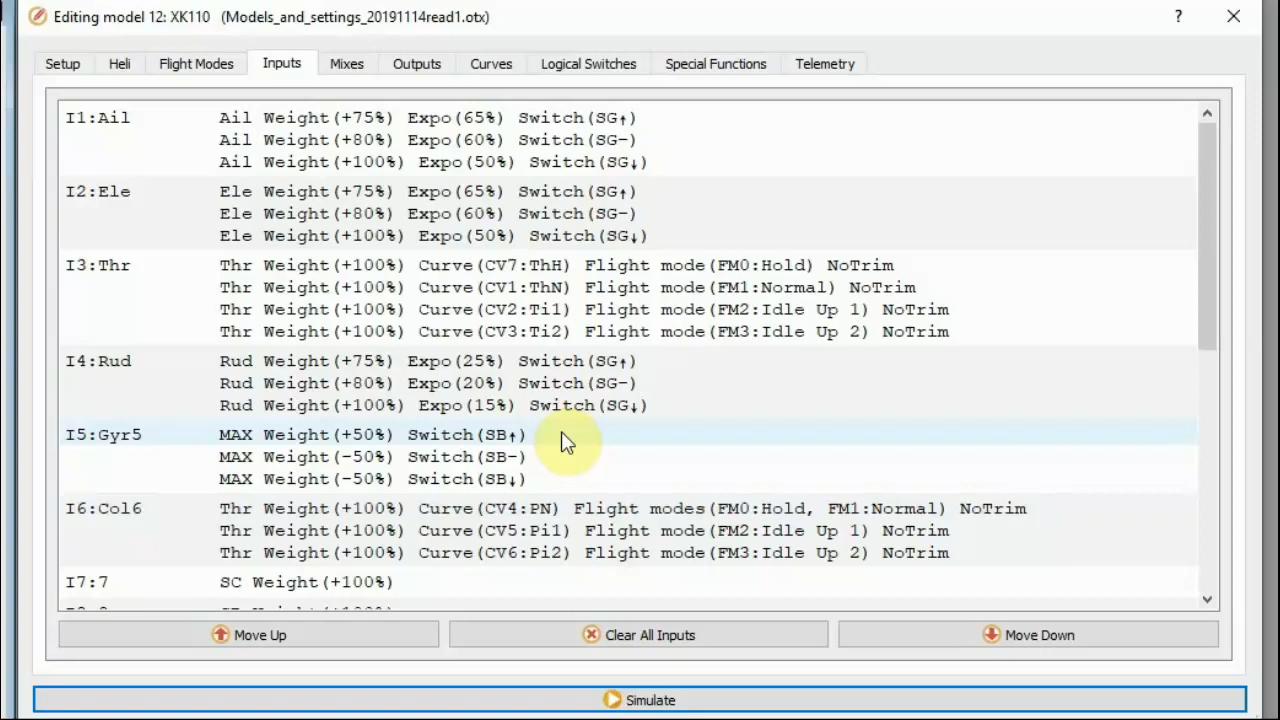 Editing model 12: XK110   (Models_and_settings_20191114read1.otx) ?
Setup Heli Flight Modes Inputs Mixes Outputs Curves Logical Switches Special Functions Telemetry
I1:Ail Ail Weight(+75%) Expo(65%) Switch(SG↑)
Ail Weight(+80%) Expo(60%) Switch(SG-)
Ail Weight(+100%) Expo(50%) Switch(SG↓)
I2:Ele Ele Weight(+75%) Expo(65%) Switch(SG↑)
Ele Weight(+80%) Expo(60%) Switch(SG-)
Ele Weight(+100%) Expo(50%) Switch(SG↓)
I3:Thr Thr Weight(+100%) Curve(CV7:ThH) Flight mode(FM0:Hold) NoTrim
Thr Weight(+100%) Curve(CV1:ThN) Flight mode(FM1:Normal) NoTrim
Thr Weight(+100%) Curve(CV2:Ti1) Flight mode(FM2:Idle Up 1) NoTrim
Thr Weight(+100%) Curve(CV3:Ti2) Flight mode(FM3:Idle Up 2) NoTrim
I4:Rud Rud Weight(+75%) Expo(25%) Switch(SG↑)
Rud Weight(+80%) Expo(20%) Switch(SG-)
Rud Weight(+100%) Expo(15%) Switch(SG↓)
I5:Gyr5 MAX Weight(+50%) Switch(SB↑)
MAX Weight(-50%) Switch(SB-)
MAX Weight(-50%) Switch(SB↓)
I6:Col6 Thr Weight(+100%) Curve(CV4:PN) Flight modes(FM0:Hold, FM1:Normal) NoTrim
Thr Weight(+100%) Curve(CV5:Pi1) Flight mode(FM2:Idle Up 1) NoTrim
Thr Weight(+100%) Curve(CV6:Pi2) Flight mode(FM3:Idle Up 2) NoTrim
I7:7 SC Weight(+100%)
Move Up Clear All Inputs Move Down
Simulate